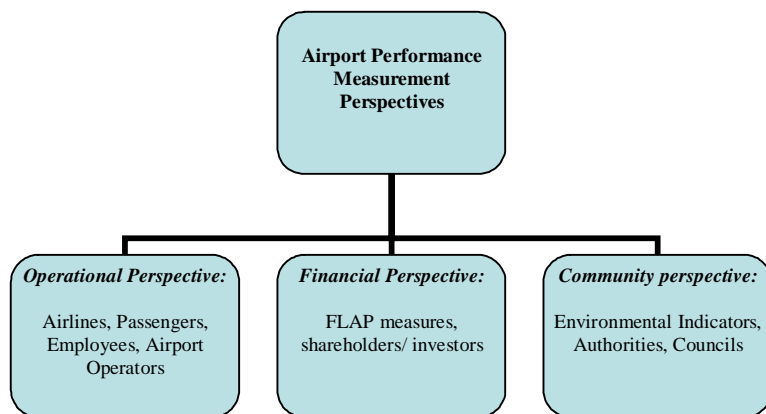 Airport Performance
Measurement
Perspectives
Operational Perspective:
Airlines, Passengers,
Employees, Airport
Operators
Financial Perspective:
FLAP measures,
shareholders/ investors
Community perspective:
Environmental Indicators,
Authorities, Councils